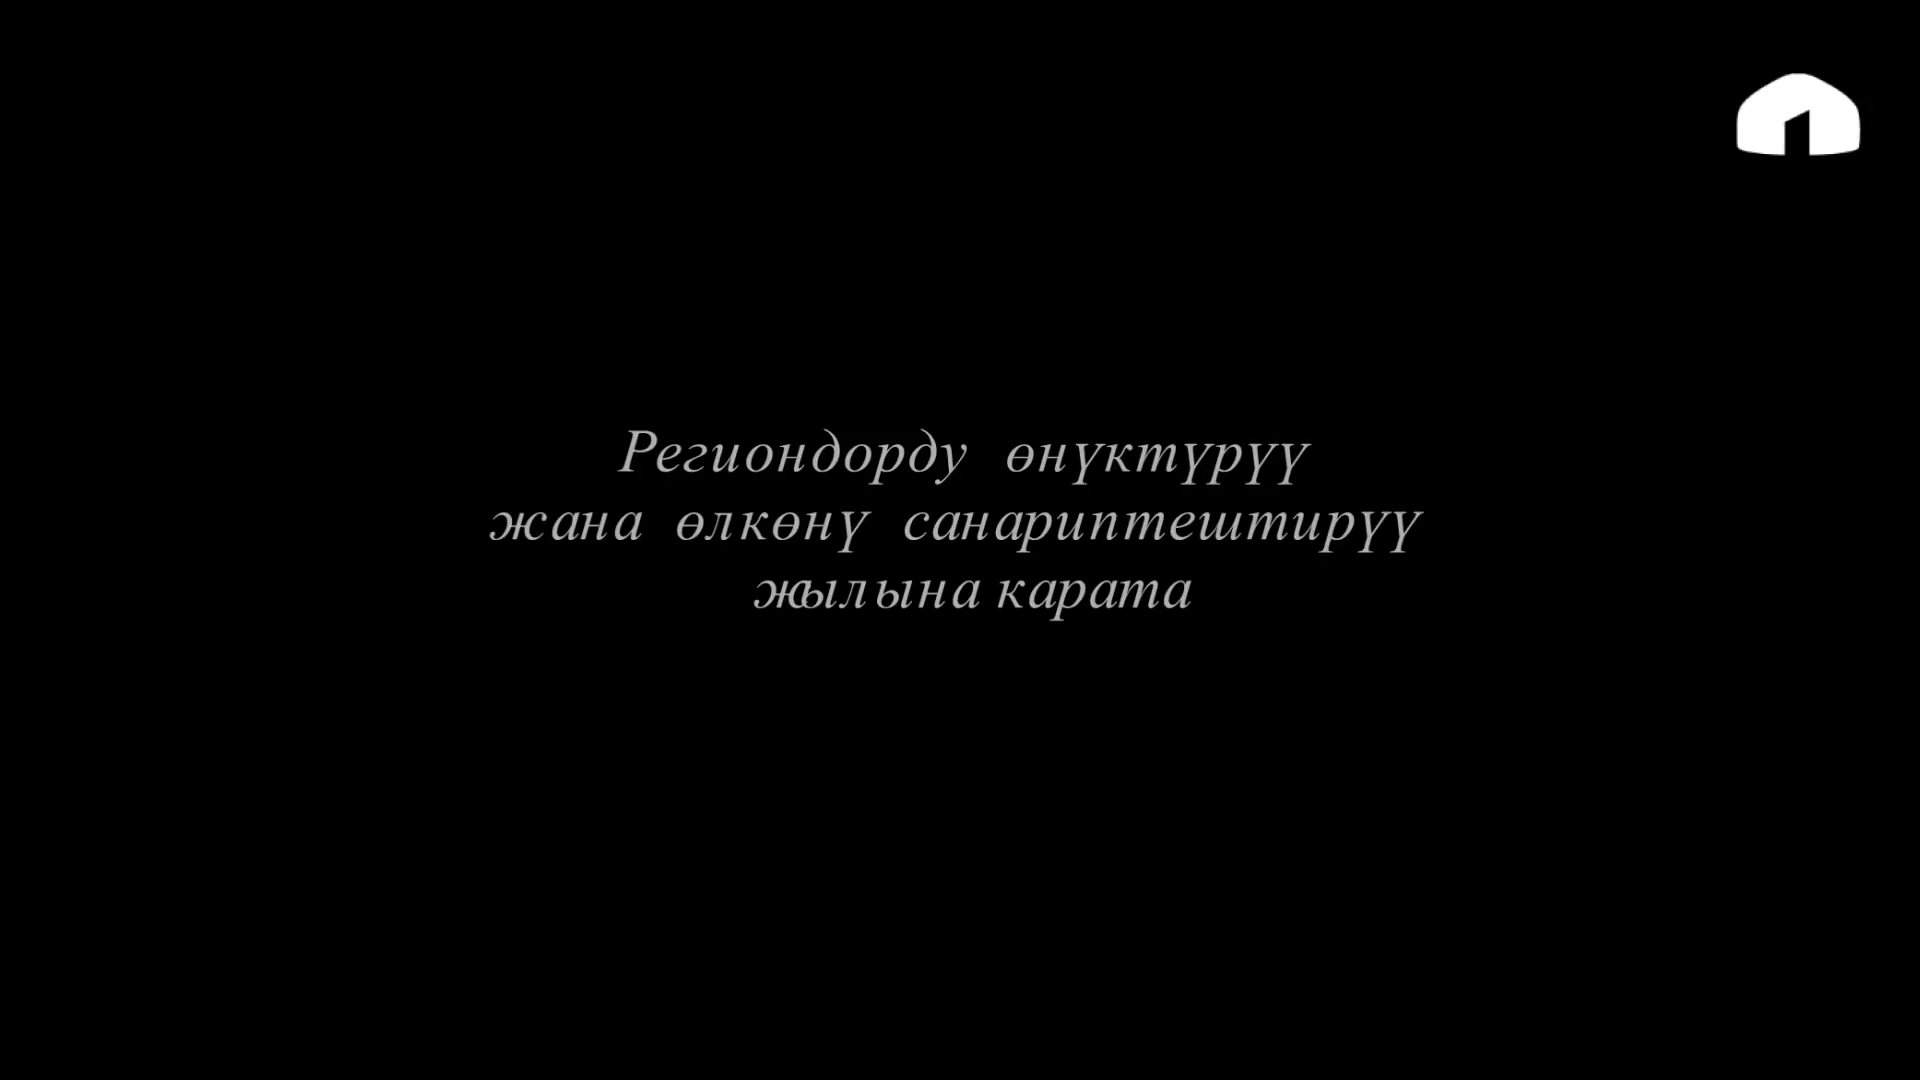 Региондорду өнүктүрүү
жана өлкөнү санариптештирүү
жылына карата